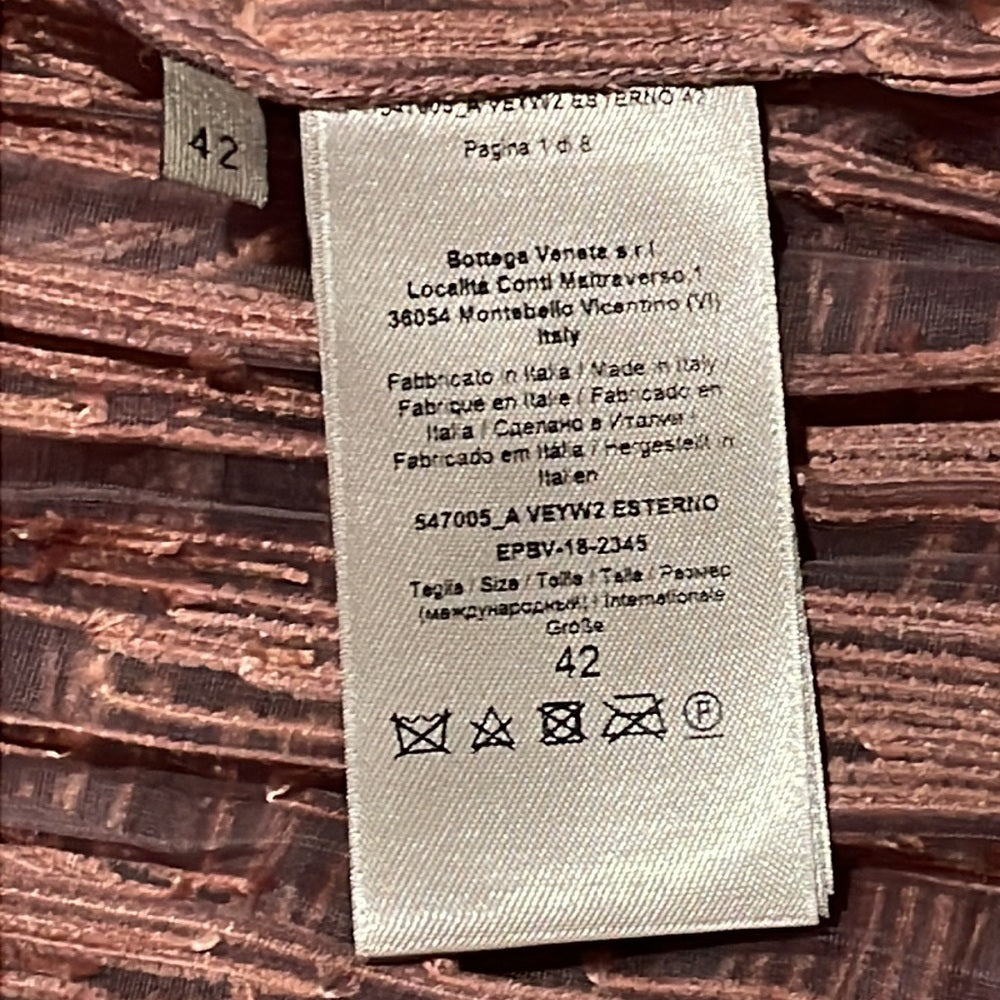 42
547005_A VEYW2 ESTERNO 42
Pagina 1 di 8
Bottega Veneta s.r.l.
Località Conti Maltraverso,1
36054 Montebello Vicentino (VI)
Italy
Fabbricato in Italia / Made in Italy /
Fabriqué en Italie / Fabricado en
Italia / Сделано в Италии /
Fabricado em Itália / Hergestellt in
Italien
547005_A VEYW2 ESTERNO
EPBV-18-2345
Taglia / Size / Taille / Talla / Размер
(международный) / Internationale
Größe
42
P